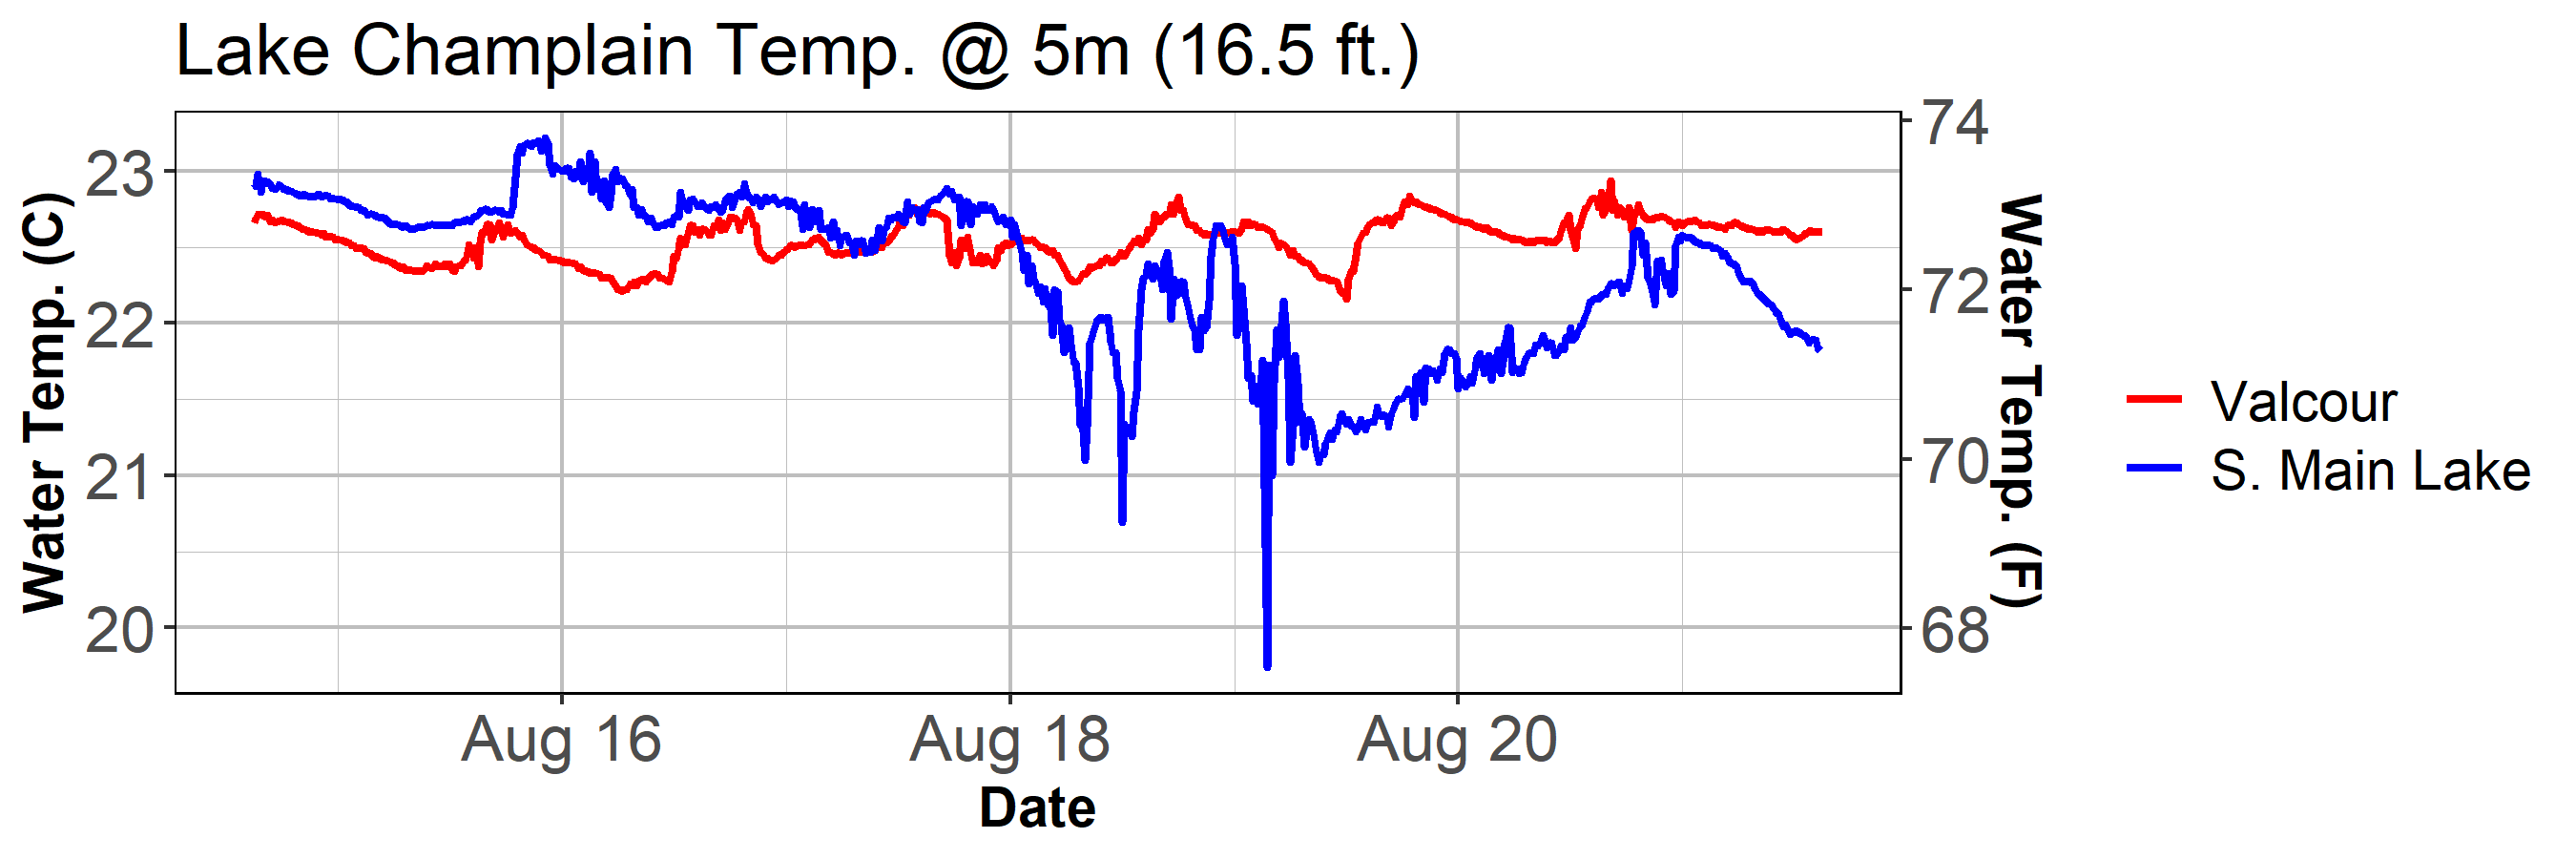 Lake Champlain Temp. @ 5m (16.5 ft.)
Water Temp. (C)
23
22
21
20
74
72
70
68
Water Temp. (F)
Aug 16
Aug 18
Aug 20
Date
Valcour
S. Main Lake